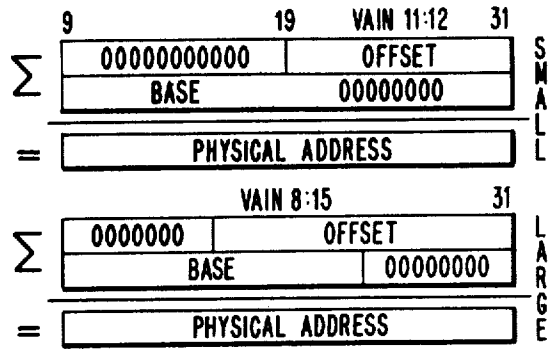 9 19 VAIN 11:12 31
00000000000 OFFSET
Σ
BASE 00000000
= PHYSICAL ADDRESS
SMALL
VAIN 8:15 31
0000000 OFFSET
Σ
BASE 00000000
= PHYSICAL ADDRESS
LARGE